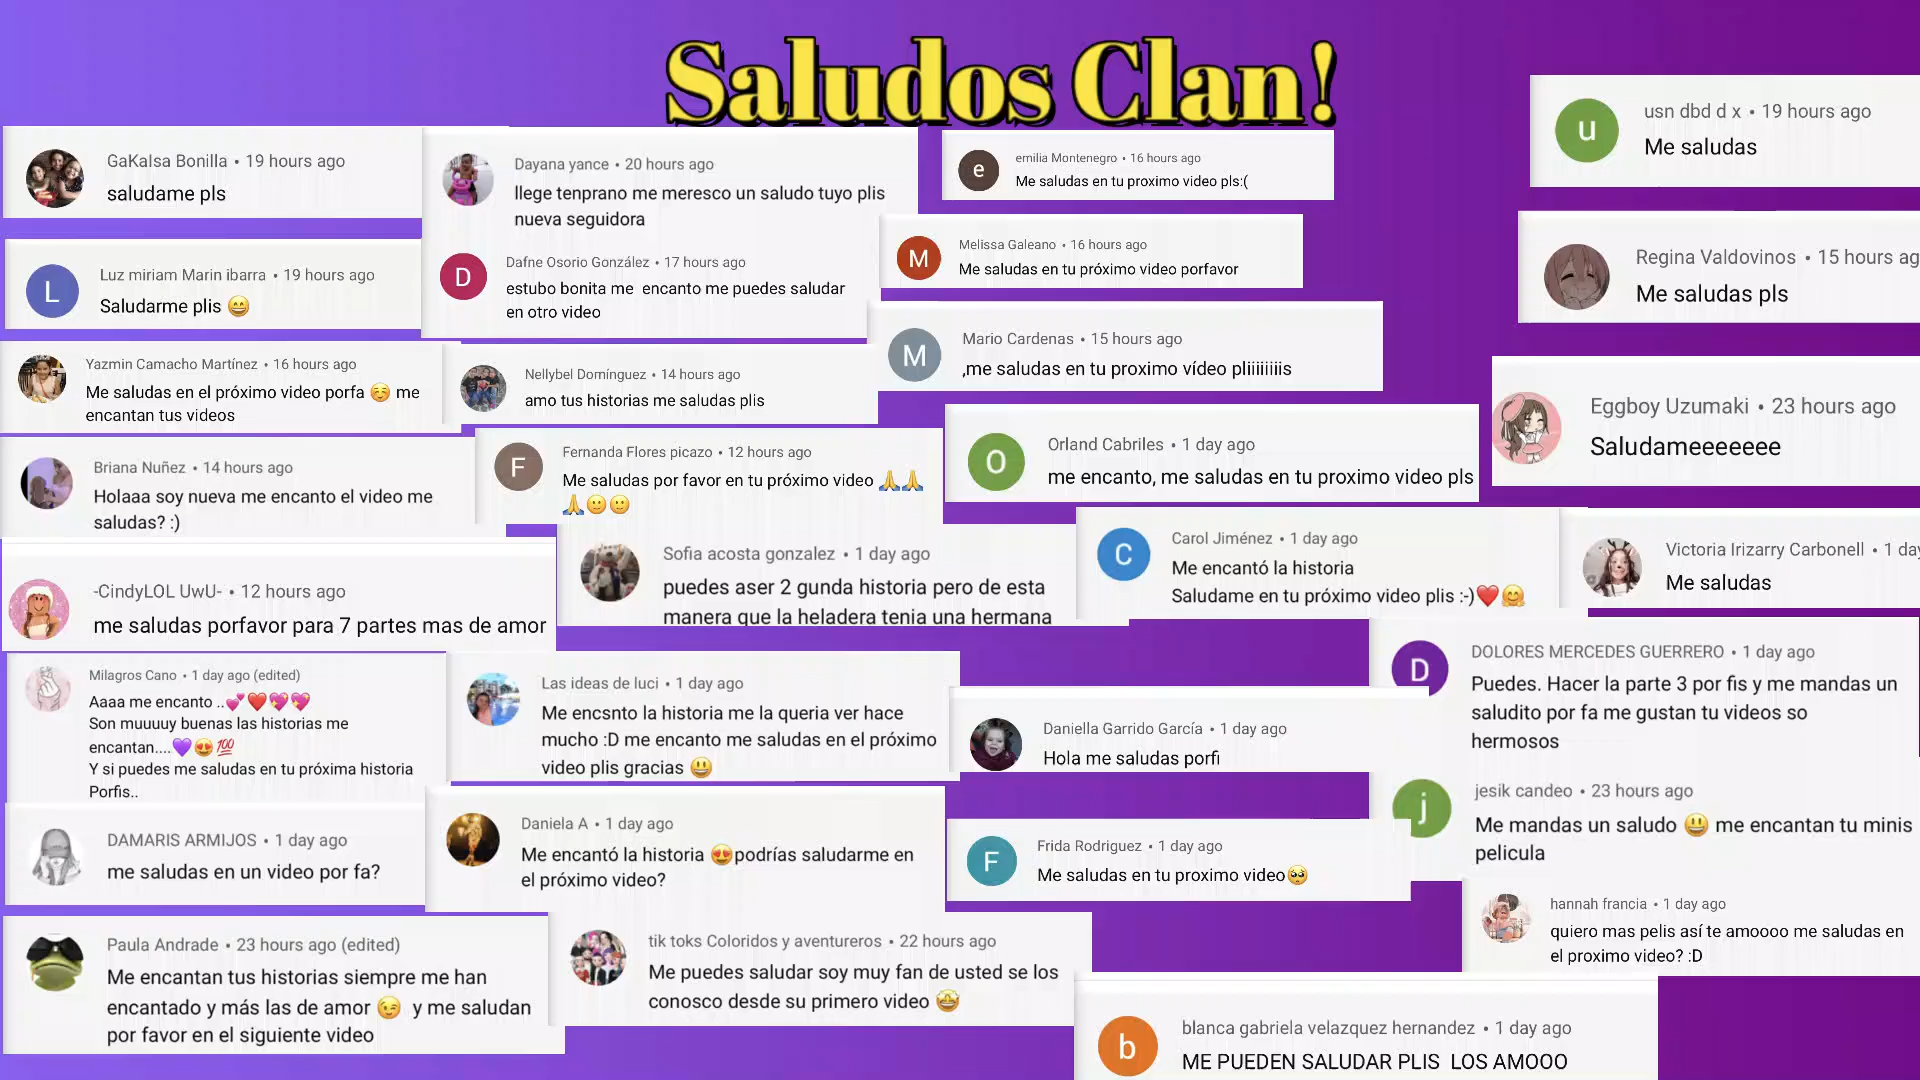 Saludos Clan!
GaKaIsa Bonilla • 19 hours ago
saludame pls
Luz miriam Marin ibarra • 19 hours ago
Saludarme plis 😄
Yazmin Camacho Martínez • 16 hours ago
Me saludas en el próximo video porfa ☺️ me
encantan tus videos
Briana Nuñez • 14 hours ago
Holaaa soy nueva me encanto el video me
saludas? :)
-CindyLOL UwU- • 12 hours ago
me saludas porfavor para 7 partes mas de amor
Milagros Cano • 1 day ago (edited)
Aaaa me encanto ..💕❤️💖💖
Son muuuuy buenas las historias me
encantan....💜😍💯
Y si puedes me saludas en tu próxima historia
Porfis..
DAMARIS ARMIJOS • 1 day ago
me saludas en un video por fa?
Paula Andrade • 23 hours ago (edited)
Me encantan tus historias siempre me han
encantado y más las de amor 😉 y me saludan
por favor en el siguiente video
Dayana yance • 20 hours ago
llege tenprano me meresco un saludo tuyo plis
nueva seguidora
D
Dafne Osorio González • 17 hours ago
estubo bonita me encanto me puedes saludar
en otro video
Nellybel Domínguez • 14 hours ago
amo tus historias me saludas plis
F
Fernanda Flores picazo • 12 hours ago
Me saludas por favor en tu próximo video 🙏🙏
🙏🙂🙂
Sofia acosta gonzalez • 1 day ago
puedes aser 2 gunda historia pero de esta
manera que la heladera tenia una hermana
Las ideas de luci • 1 day ago
Me encsnto la historia me la queria ver hace
mucho :D me encanto me saludas en el próximo
video plis gracias 😃
Daniela A • 1 day ago
Me encantó la historia 😍podrías saludarme en
el próximo video?
tik toks Coloridos y aventureros • 22 hours ago
Me puedes saludar soy muy fan de usted se los
conosco desde su primero video 🤩
e
emilia Montenegro • 16 hours ago
Me saludas en tu proximo video pls:(
M
Melissa Galeano • 16 hours ago
Me saludas en tu próximo video porfavor
M
Mario Cardenas • 15 hours ago
,me saludas en tu proximo vídeo pliiiiiiiis
O
Orland Cabriles • 1 day ago
me encanto, me saludas en tu proximo video pls
C
Carol Jiménez • 1 day ago
Me encantó la historia
Saludame en tu próximo video plis :-)❤️🤗
Daniella Garrido García • 1 day ago
Hola me saludas porfi
F
Frida Rodriguez • 1 day ago
Me saludas en tu proximo video🥺
b
blanca gabriela velazquez hernandez • 1 day ago
ME PUEDEN SALUDAR PLIS LOS AMOOO
u
usn dbd d x • 19 hours ago
Me saludas
Regina Valdovinos • 15 hours ag
Me saludas pls
Eggboy Uzumaki • 23 hours ago
Saludameeeeeee
Victoria Irizarry Carbonell • 1 da
Me saludas
D
DOLORES MERCEDES GUERRERO • 1 day ago
Puedes. Hacer la parte 3 por fis y me mandas un
saludito por fa me gustan tu videos so
hermosos
j
jesik candeo • 23 hours ago
Me mandas un saludo 😃 me encantan tu minis
pelicula
hannah francia • 1 day ago
quiero mas pelis así te amoooo me saludas en
el proximo video? :D
L